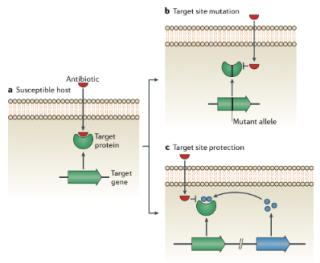 a Susceptible host
Antibiotic
Target
protein
Target
gene
b Target site mutation
Mutant allele
c Target site protection